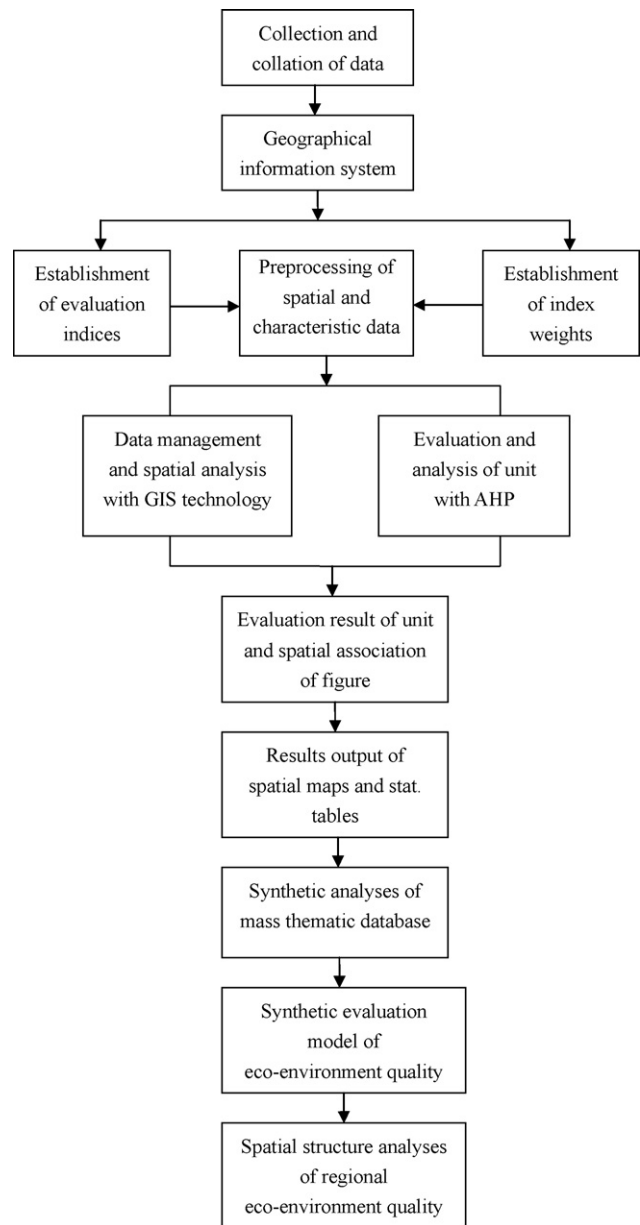 Collection and
collation of data
Geographical
information system
Establishment
of evaluation
indices
Preprocessing of
spatial and
characteristic data
Establishment
of index
weights
Data management
and spatial analysis
with GIS technology
Evaluation and
analysis of unit
with AHP
Evaluation result of unit
and spatial association
of figure
Results output of
spatial maps and stat.
tables
Synthetic analyses of
mass thematic database
Synthetic evaluation
model of
eco-environment quality
Spatial structure analyses
of regional
eco-environment quality